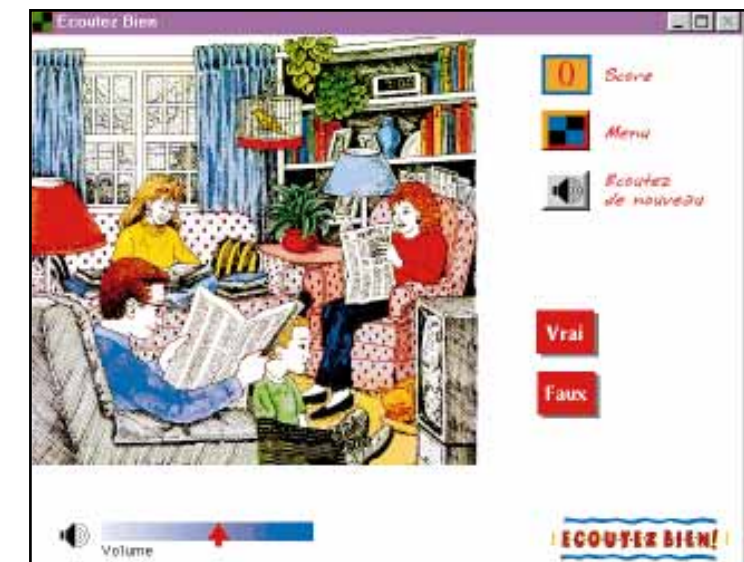 Ecoutez Bien
0
Score
Menu
Ecoutez
de nouveau
Vrai
Faux
Volume
ECOUTEZ BIEN!